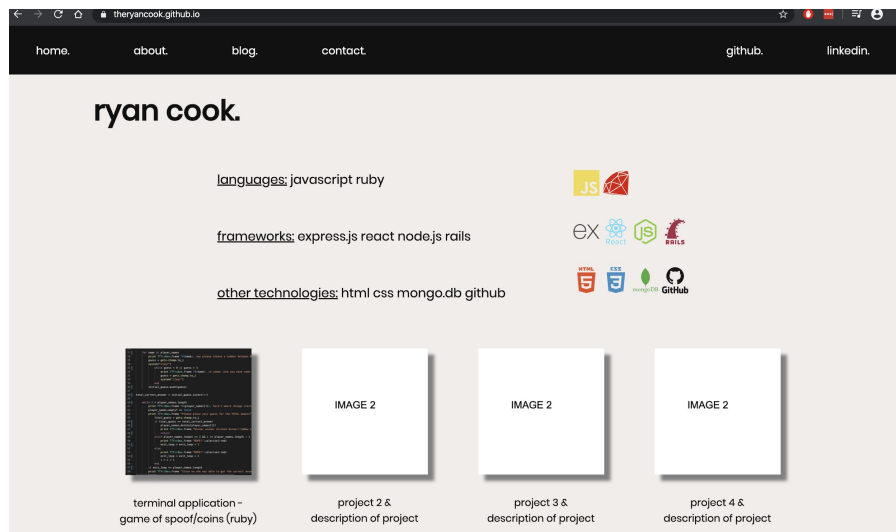 theryancook.github.io
home. about. blog. contact. github. linkedin.
ryan cook.
languages: javascript ruby
JS
frameworks: express.js react node.js rails
ex React JS RAILS
other technologies: html css mongo.db github
HTML 5 CSS 3 mongoDB GitHub
IMAGE 2 IMAGE 2 IMAGE 2
terminal application - project 2 & project 3 & project 4 &
game of spoof/coins (ruby) description of project description of project description of project